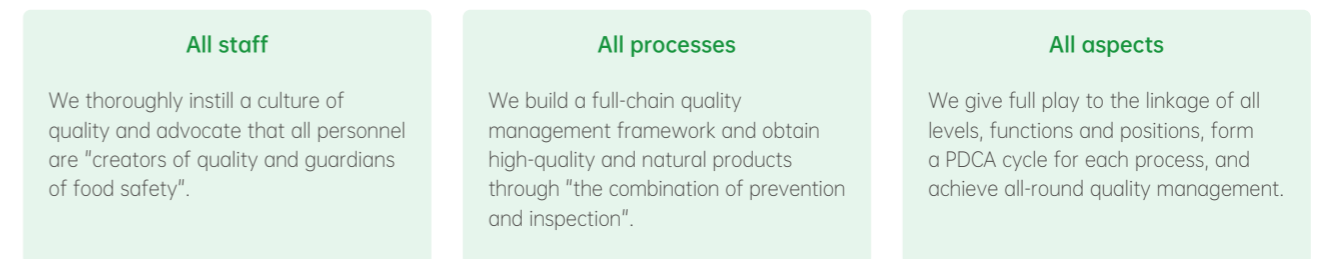 All staff
We thoroughly instill a culture of
quality and advocate that all personnel
are "creators of quality and guardians
of food safety".
All processes
We build a full-chain quality
management framework and obtain
high-quality and natural products
through "the combination of prevention
and inspection".
All aspects
We give full play to the linkage of all
levels, functions and positions, form
a PDCA cycle for each process, and
achieve all-round quality management.